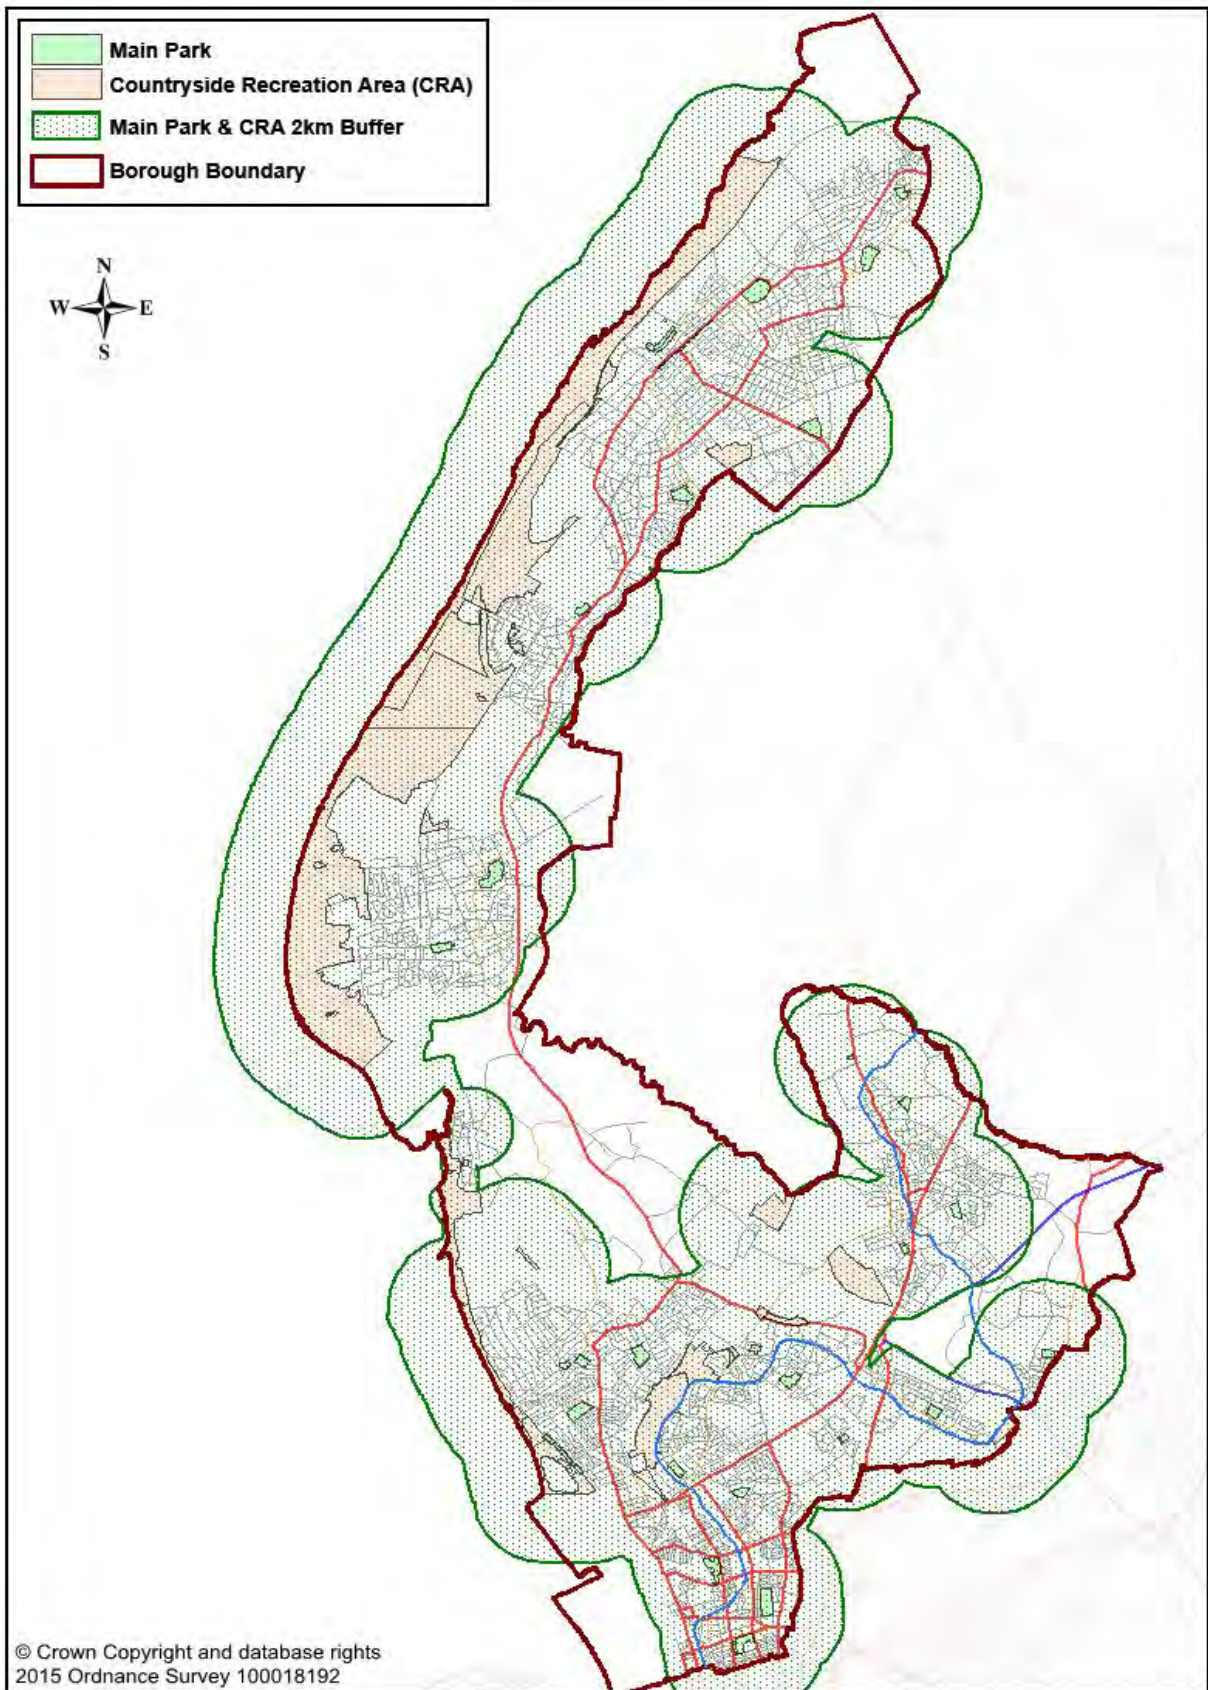 Main Park
Countryside Recreation Area (CRA)
Main Park & CRA 2km Buffer
Borough Boundary
N
W E
S
© Crown Copyright and database rights
2015 Ordnance Survey 100018192